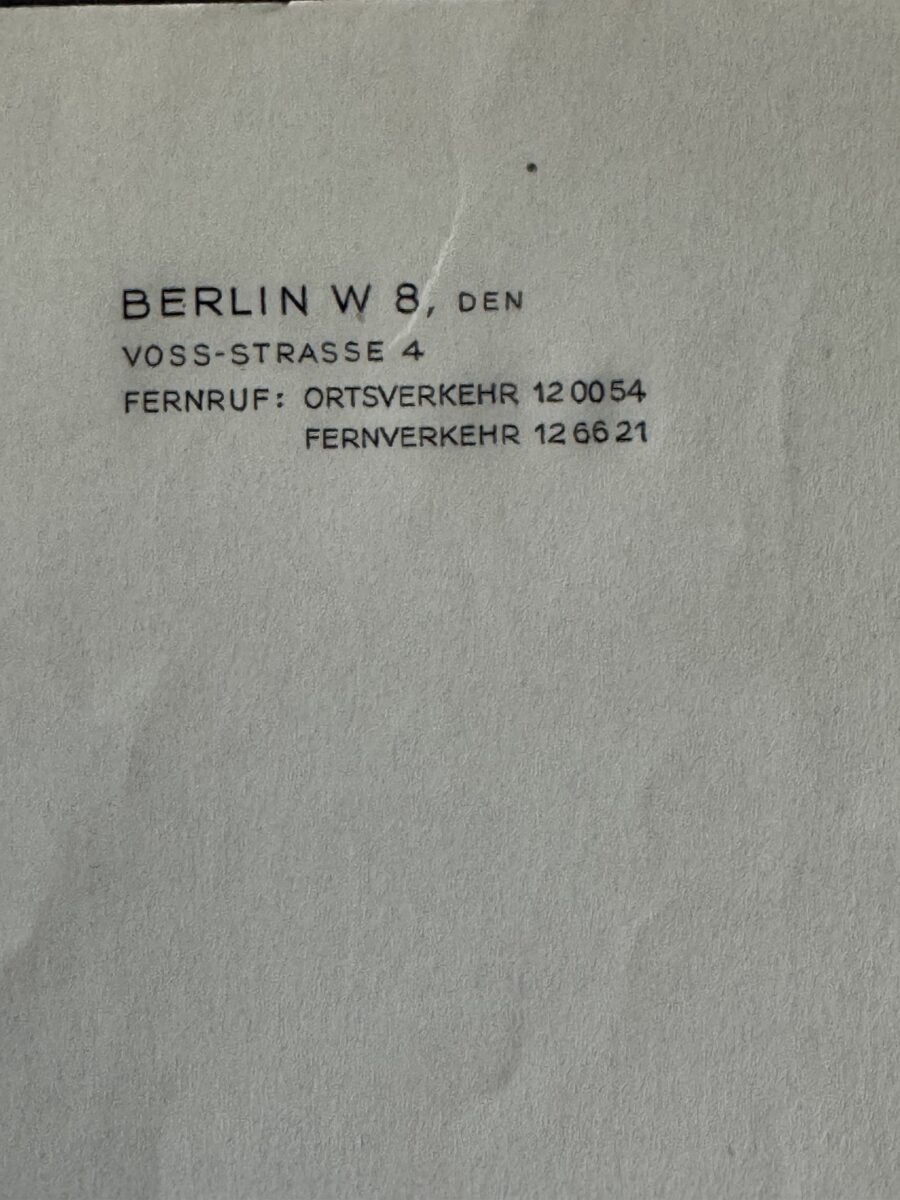 BERLIN W 8, DEN
VOSS-STRASSE 4
FERNRUF: ORTSVERKEHR 12 00 54
FERNVERKEHR 12 66 21